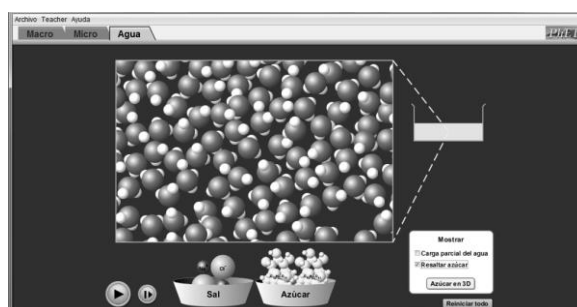 Archivo Teacher Ayuda
Macro Micro Agua
PhET
Mostrar
Carga parcial del agua
Resaltar azúcar
Azúcar en 3D
Sal Azúcar
Reiniciar todo